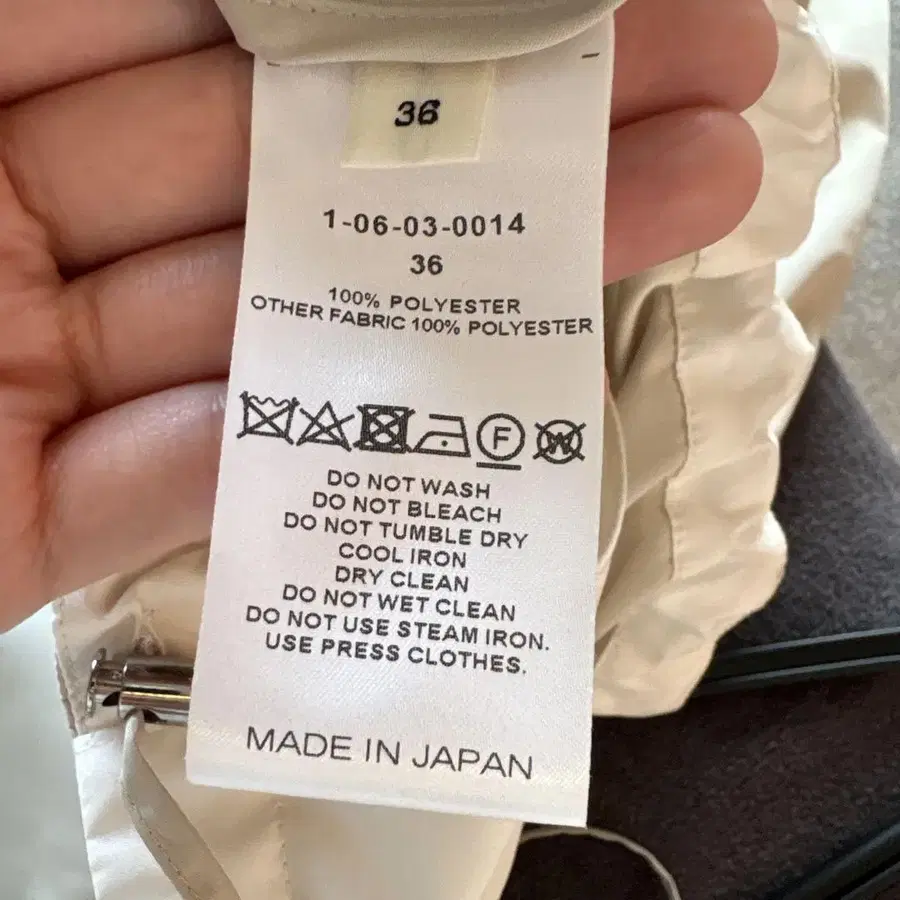 36
1-06-03-0014
36
100% POLYESTER
OTHER FABRIC 100% POLYESTER
F W
DO NOT WASH
DO NOT BLEACH
DO NOT TUMBLE DRY
COOL IRON
DRY CLEAN
DO NOT WET CLEAN
DO NOT USE STEAM IRON.
USE PRESS CLOTHES.
MADE IN JAPAN